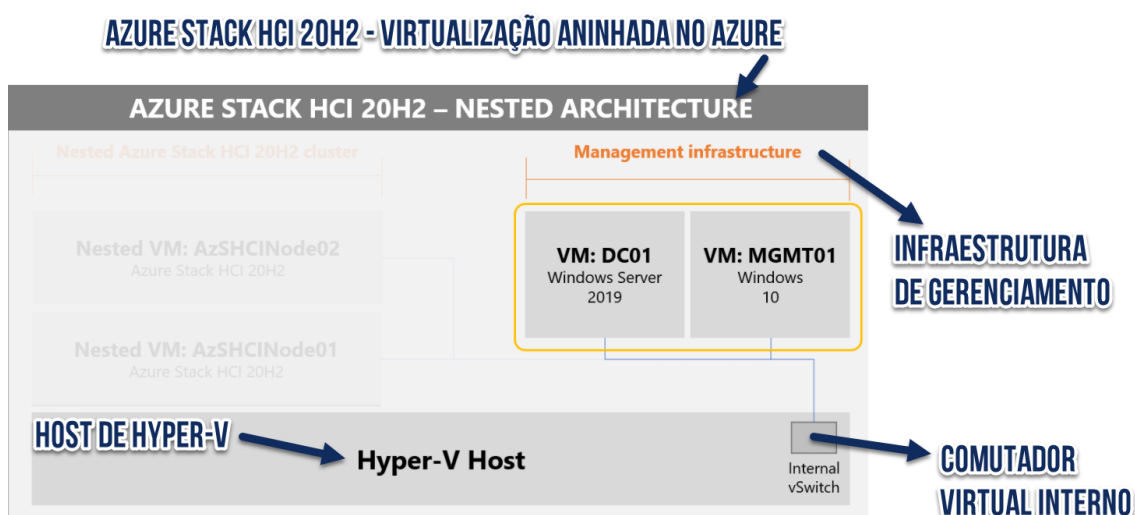 AZURE STACK HCI 20H2 - VIRTUALIZAÇÃO ANINHADA NO AZURE
AZURE STACK HCI 20H2 – NESTED ARCHITECTURE
Nested Azure Stack HCI 20H2 cluster
Management infrastructure
Nested VM: AzSHCINode02
Azure Stack HCI 20H2
VM: DC01
Windows Server
2019
VM: MGMT01
Windows
10
INFRAESTRUTURA
DE GERENCIAMENTO
Nested VM: AzSHCINode01
Azure Stack HCI 20H2
HOST DE HYPER-V
Hyper-V Host
Internal
vSwitch
COMUTADOR
VIRTUAL INTERNO